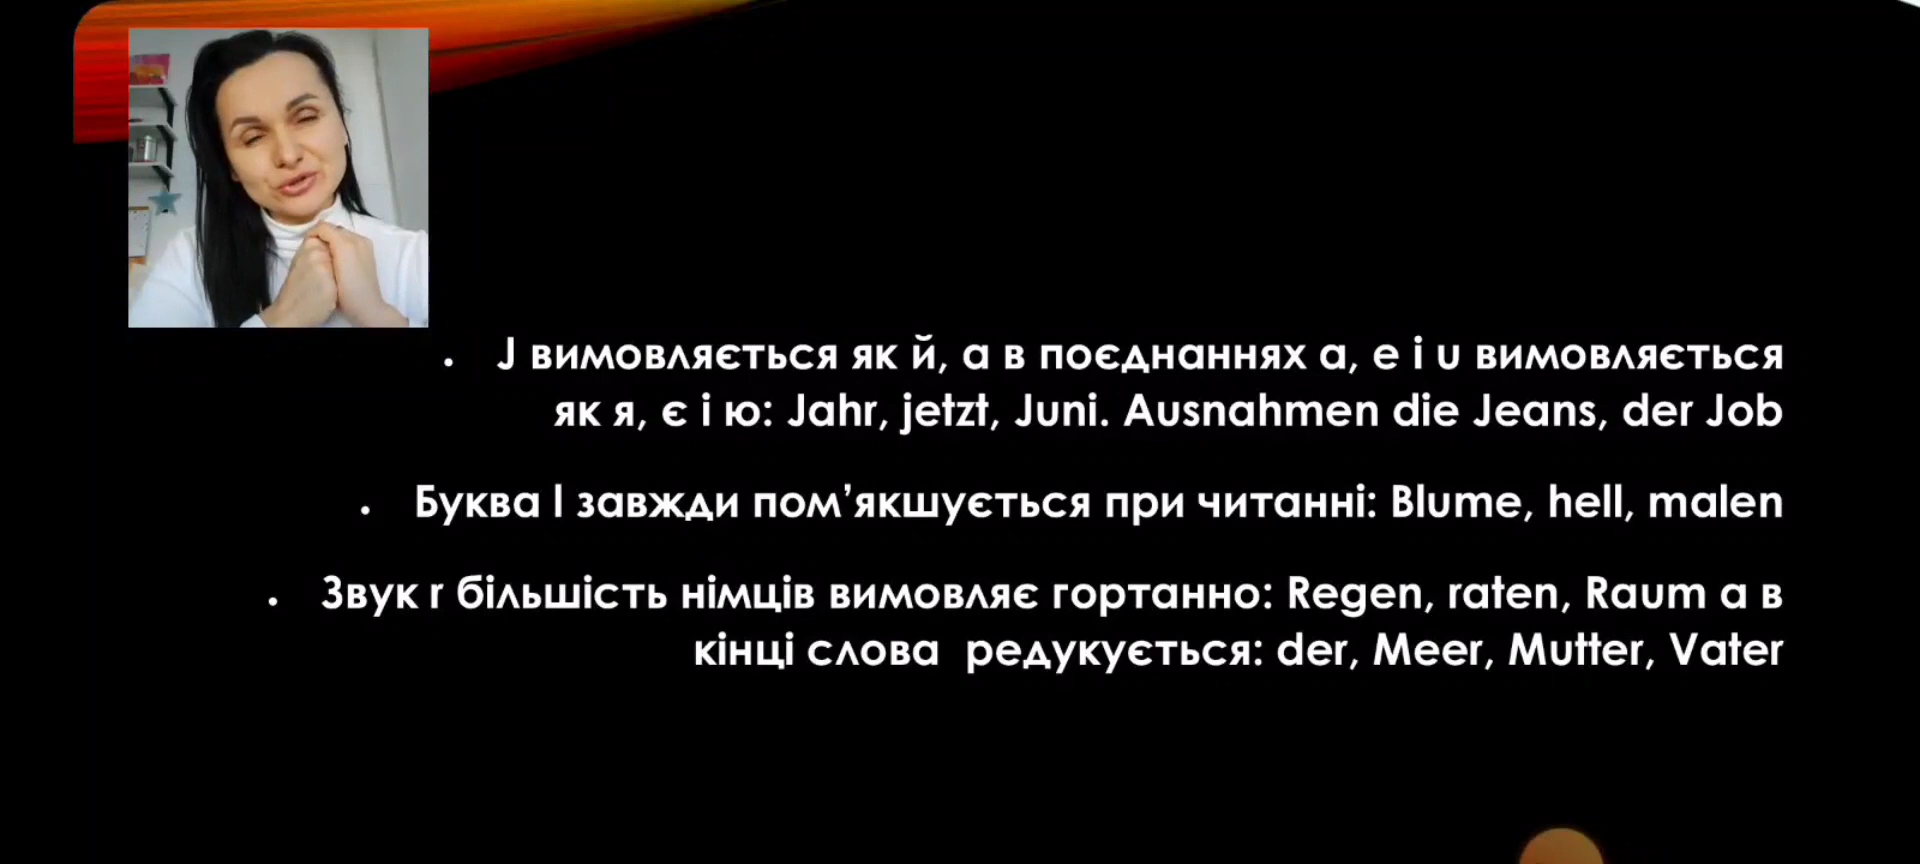 • J вимовляється як й, а в поєднаннях a, e і u вимовляється
як я, є і ю: Jahr, jetzt, Juni. Ausnahmen die Jeans, der Job
• Буква l завжди пом’якшується при читанні: Blume, hell, malen
• Звук r більшість німців вимовляє гортанно: Regen, raten, Raum а в
кінці слова редукується: der, Meer, Mutter, Vater